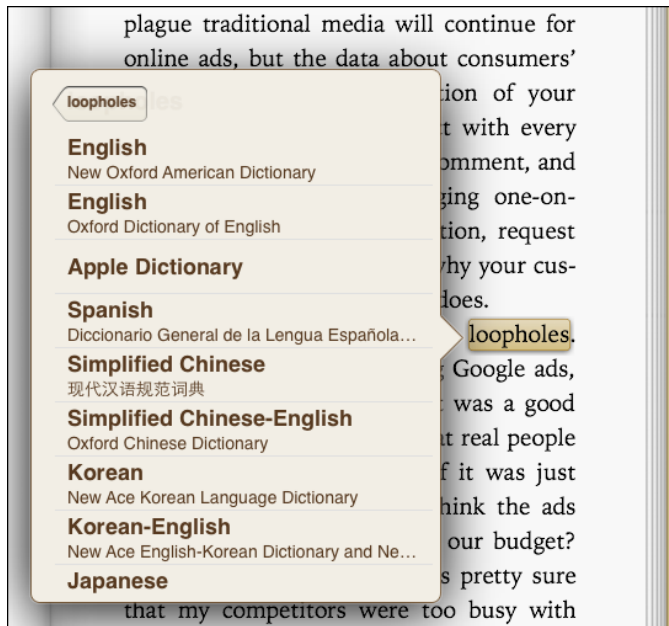 plague traditional media will continue for
online ads, but the data about consumers'
loopholes
tion of your
with every
omment, and
ging one-on-
tion, request
why your cus-
does.
loopholes.
Google ads,
was a good
at real people
f it was just
hink the ads
our budget?
s pretty sure
that my competitors were too busy with
loopholes
English
New Oxford American Dictionary
English
Oxford Dictionary of English
Apple Dictionary
Spanish
Diccionario General de la Lengua Española…
Simplified Chinese
现代汉语规范词典
Simplified Chinese-English
Oxford Chinese Dictionary
Korean
New Ace Korean Language Dictionary
Korean-English
New Ace English-Korean Dictionary and Ne…
Japanese